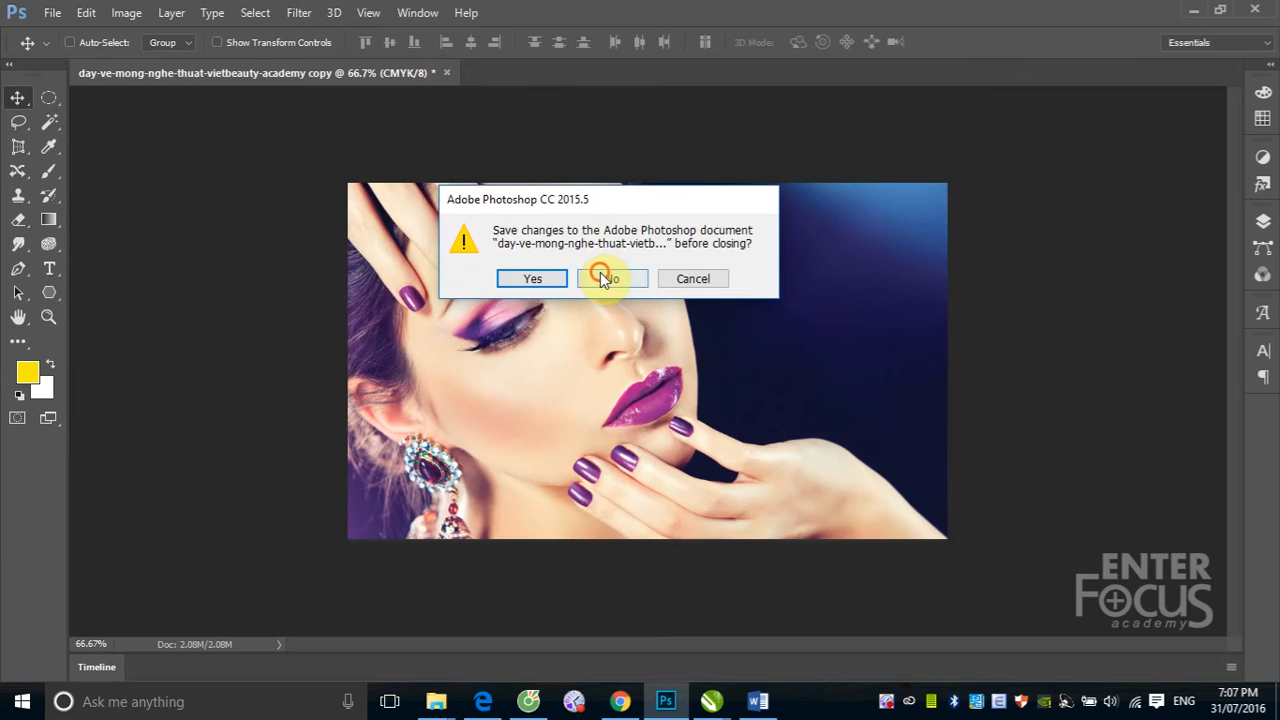 Ps File Edit Image Layer Type Select Filter 3D View Window Help
Auto-Select: Group Show Transform Controls 3D Mode: Essentials
day-ve-mong-nghe-thuat-vietbeauty-academy copy @ 66.7% (CMYK/8) *
Adobe Photoshop CC 2015.5
Save changes to the Adobe Photoshop document
"day-ve-mong-nghe-thuat-vietb..." before closing?
Yes No Cancel
ENTER
FOCUS
academy
66.67% Doc: 2.08M/2.08M
Timeline
Ask me anything
Ps
ENG
7:07 PM
31/07/2016